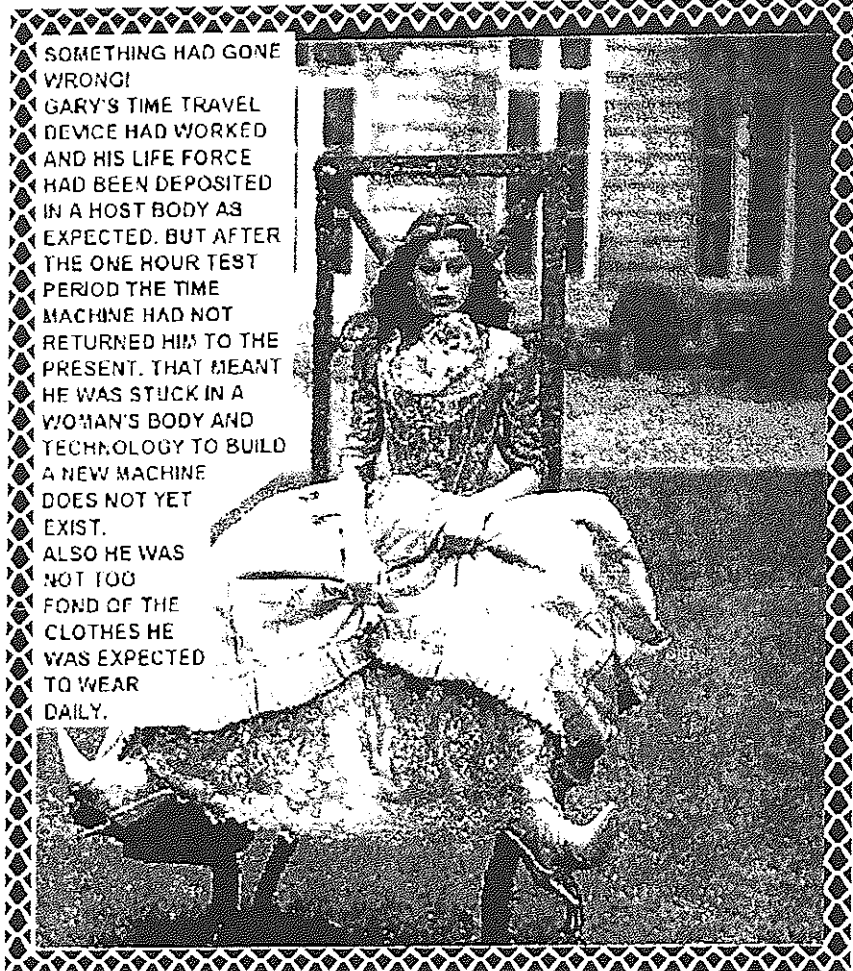 SOMETHING HAD GONE
WRONG!
GARY'S TIME TRAVEL
DEVICE HAD WORKED
AND HIS LIFE FORCE
HAD BEEN DEPOSITED
IN A HOST BODY AS
EXPECTED. BUT AFTER
THE ONE HOUR TEST
PERIOD THE TIME
MACHINE HAD NOT
RETURNED HIM TO THE
PRESENT. THAT MEANT
HE WAS STUCK IN A
WOMAN'S BODY AND
TECHNOLOGY TO BUILD
A NEW MACHINE
DOES NOT YET
EXIST.
ALSO HE WAS
NOT TOO
FOND OF THE
CLOTHES HE
WAS EXPECTED
TO WEAR
DAILY.